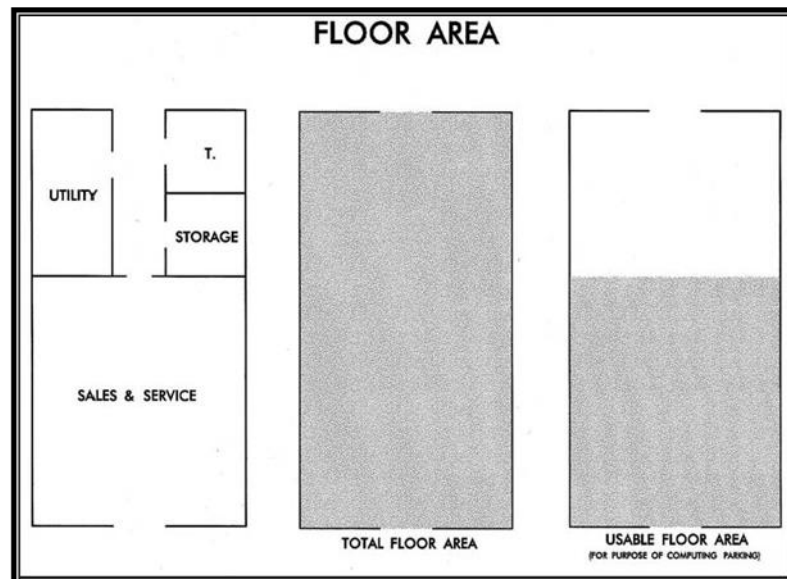 FLOOR AREA
UTILITY
T.
STORAGE
SALES & SERVICE
TOTAL FLOOR AREA
USABLE FLOOR AREA
(FOR PURPOSE OF COMPUTING PARKING)